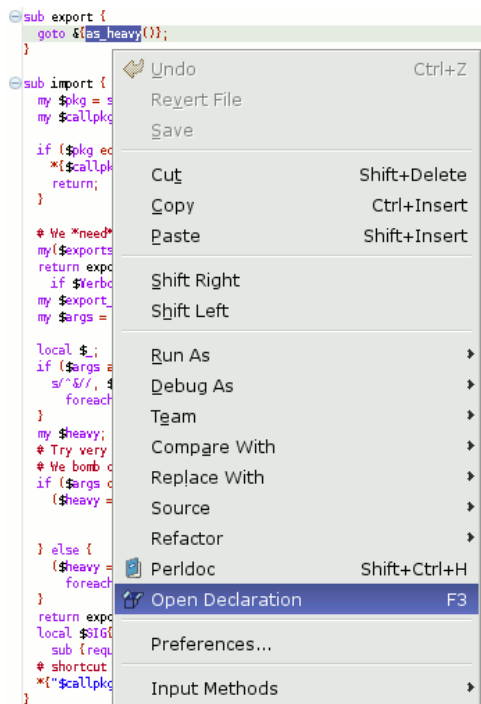 sub export {
goto &{as_heavy()};
}
sub import {
my $pkg =
my $callpkg
if ($pkg
*{$callpk
return;
}
# We *need*
my($exports
return expo
if $Verbo
my $export_
my $args =
local $_;
if ($args
s/^&//,
foreach
}
my $heavy;
# Try very
# We bomb
if ($args
($heavy =
} else {
($heavy =
foreach
}
return expo
local $SIG{
sub {requ
# shortcut
*{"$callpkg
}
Undo Ctrl+Z
Revert File
Save
Cut Shift+Delete
Copy Ctrl+Insert
Paste Shift+Insert
Shift Right
Shift Left
Run As
Debug As
Team
Compare With
Replace With
Source
Refactor
Perldoc Shift+Ctrl+H
Open Declaration F3
Preferences...
Input Methods